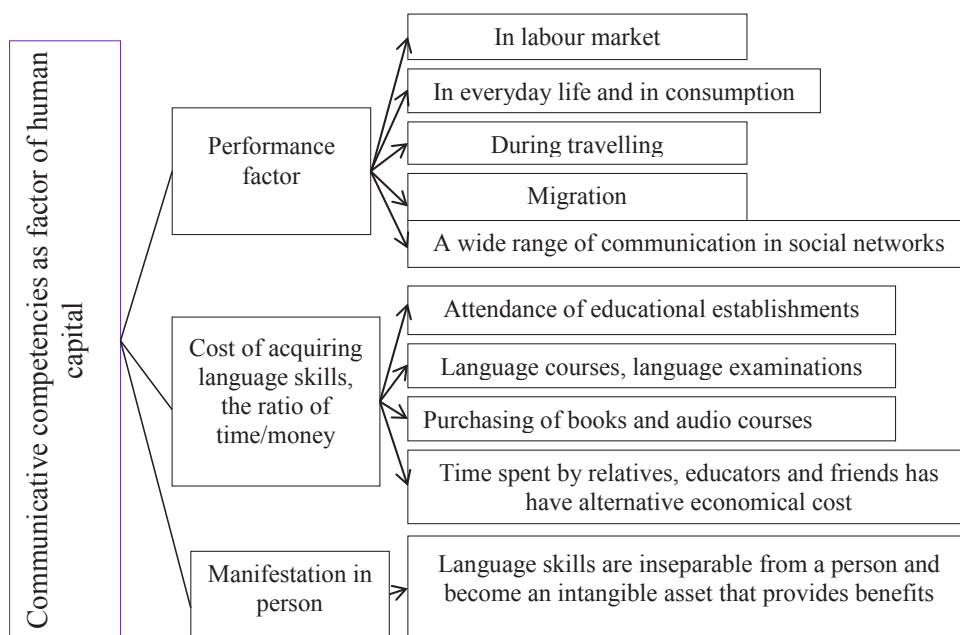 Communicative competencies as factor of human
capital
Performance
factor
In labour market
In everyday life and in consumption
During travelling
Migration
A wide range of communication in social networks
Cost of acquiring
language skills,
the ratio of
time/money
Attendance of educational establishments
Language courses, language examinations
Purchasing of books and audio courses
Time spent by relatives, educators and friends has
have alternative economical cost
Manifestation in
person
Language skills are inseparable from a person and
become an intangible asset that provides benefits